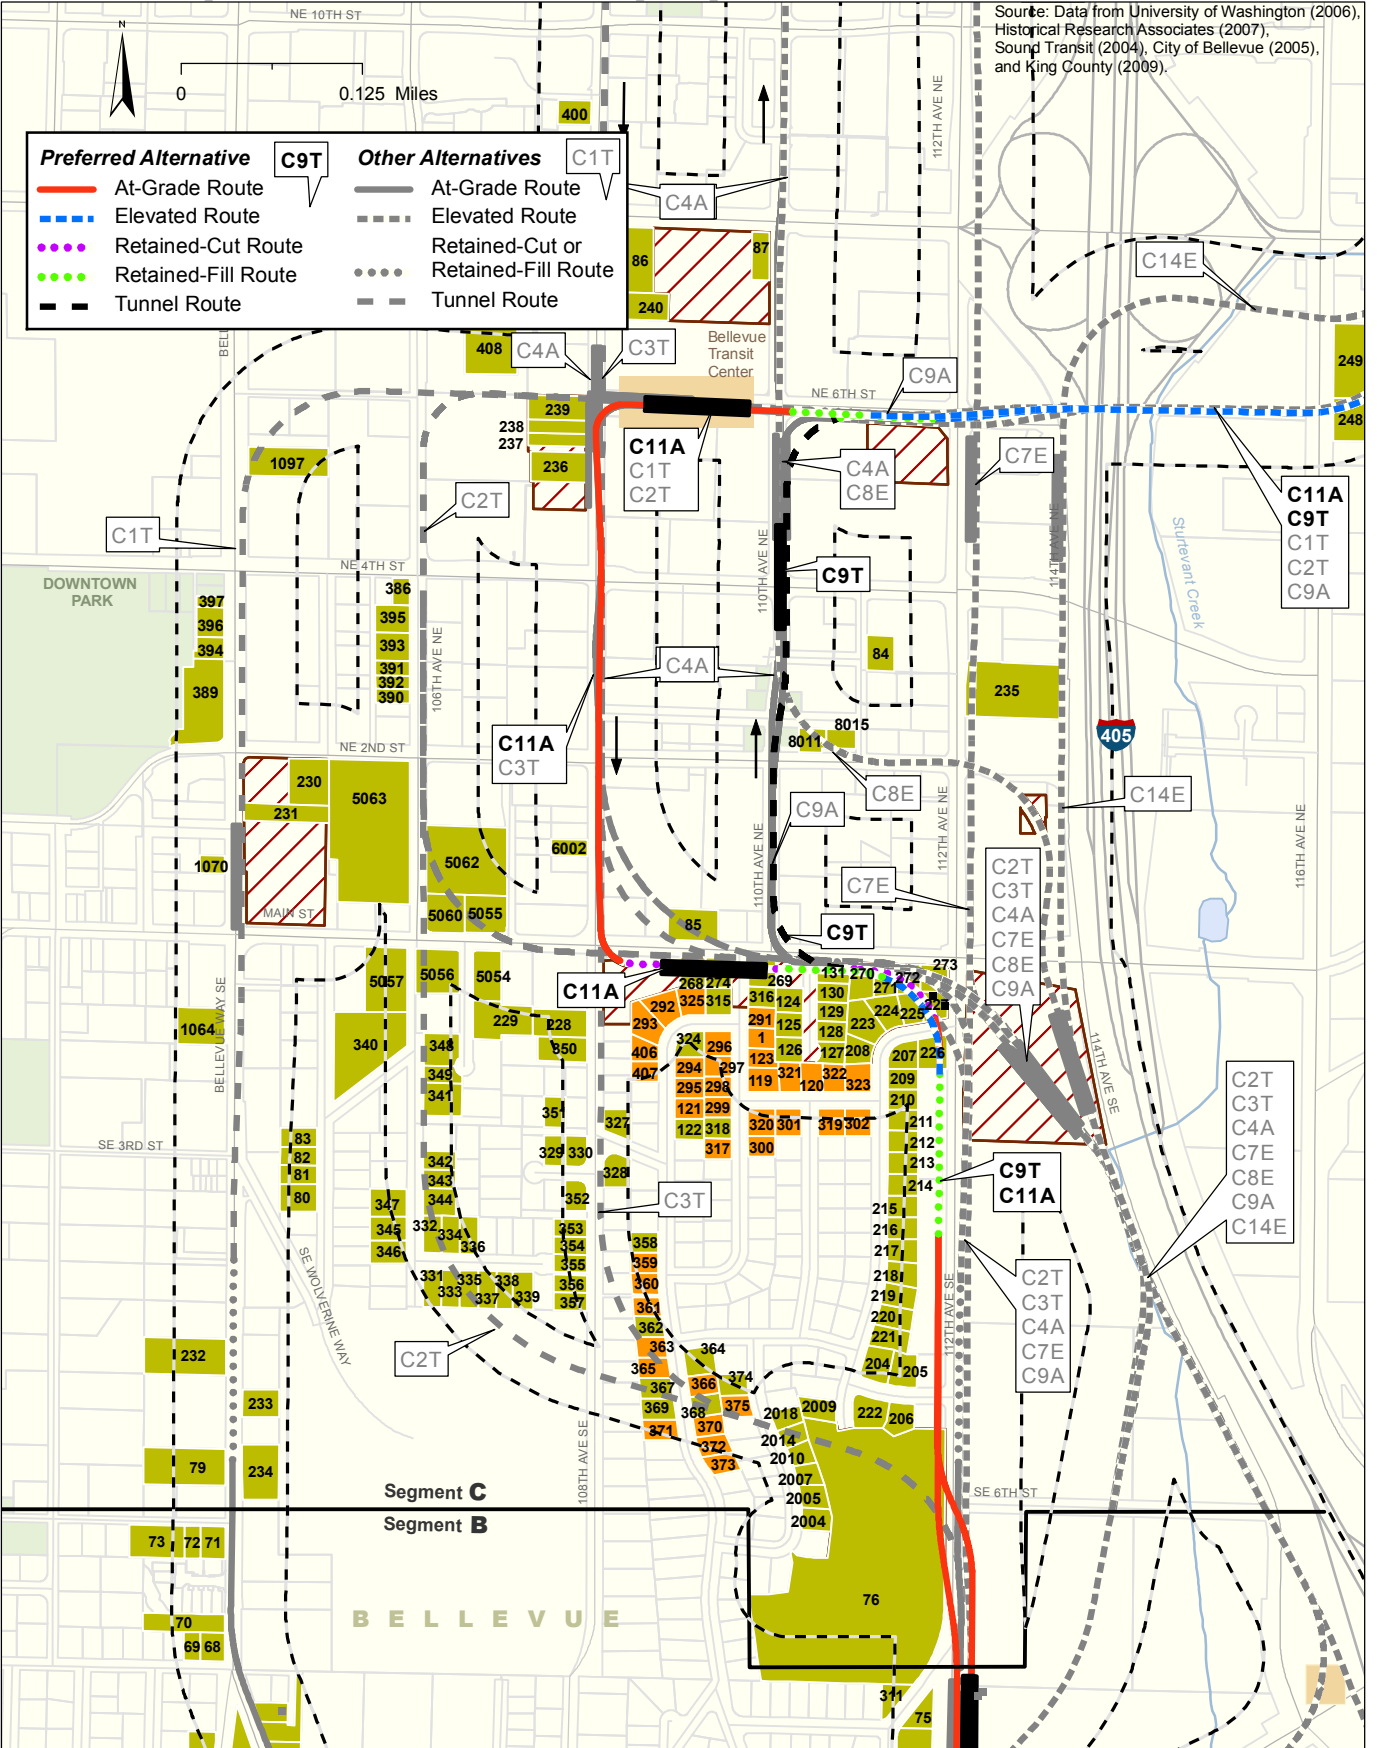 NE 10TH ST
Source: Data from University of Washington (2006),
Historical Research Associates (2007),
Sound Transit (2004), City of Bellevue (2005),
and King County (2009).
N
0 0.125 Miles
400
112TH AVE NE
Preferred Alternative C9T
Other Alternatives C1T
At-Grade Route
At-Grade Route
Elevated Route
Elevated Route
Retained-Cut Route
Retained-Cut or
Retained-Fill Route
Retained-Fill Route
Tunnel Route
Tunnel Route
C4A
86
87
240
C14E
Bellevue
Transit
Center
408
C4A
C3T
249
C9A
NE 6TH ST
239
238
237
236
248
C11A
C1T
C2T
1097
C4A
C8E
C7E
C2T
C11A
C9T
C1T
C2T
C9A
C1T
NE 4TH ST
110TH AVE NE
C9T
114TH AVE NE
Sturtevant Creek
DOWNTOWN
PARK
386
397
396
395
394
393
391
392
390
389
106TH AVE NE
C4A
84
235
8015
8011
405
C11A
C3T
NE 2ND ST
230
231
5063
C8E
C14E
C9A
6002
1070
5062
110TH AVE NE
112TH AVE NE
116TH AVE NE
C7E
C2T
C3T
C4A
C7E
C8E
C9A
MAIN ST
5060
5055
85
C9T
5057
5056
5054
C11A
268
274
269
131
270
273
272
271
227
292
325
315
316
124
130
293
291
125
129
223
224
225
1064
229
228
340
348
350
324
296
1
126
128
406
407
294
297
123
127
208
207
226
349
341
295
298
119
321
120
322
323
209
210
BELLEVUE WAY SE
351
327
121
299
320
301
319
302
211
122
318
317
300
212
114TH AVE SE
C2T
C3T
C4A
C7E
C8E
C9A
C14E
SE 3RD ST
83
82
81
80
329
330
342
343
344
328
213
214
C9T
C11A
347
345
346
352
C3T
215
216
217
332
334
336
353
354
355
356
357
358
359
360
361
331
335
338
333
337
339
218
219
220
221
C2T
C3T
C4A
C7E
C9A
SE WOLVERINE WAY
112TH AVE SE
232
C2T
362
363
365
367
369
371
364
366
374
375
368
370
372
373
204
205
233
2018
2009
222
206
2014
2010
2007
2005
2004
79
234
108TH AVE SE
Segment C
Segment B
SE 6TH ST
73
72
71
76
BELLEVUE
70
69
68
311
75